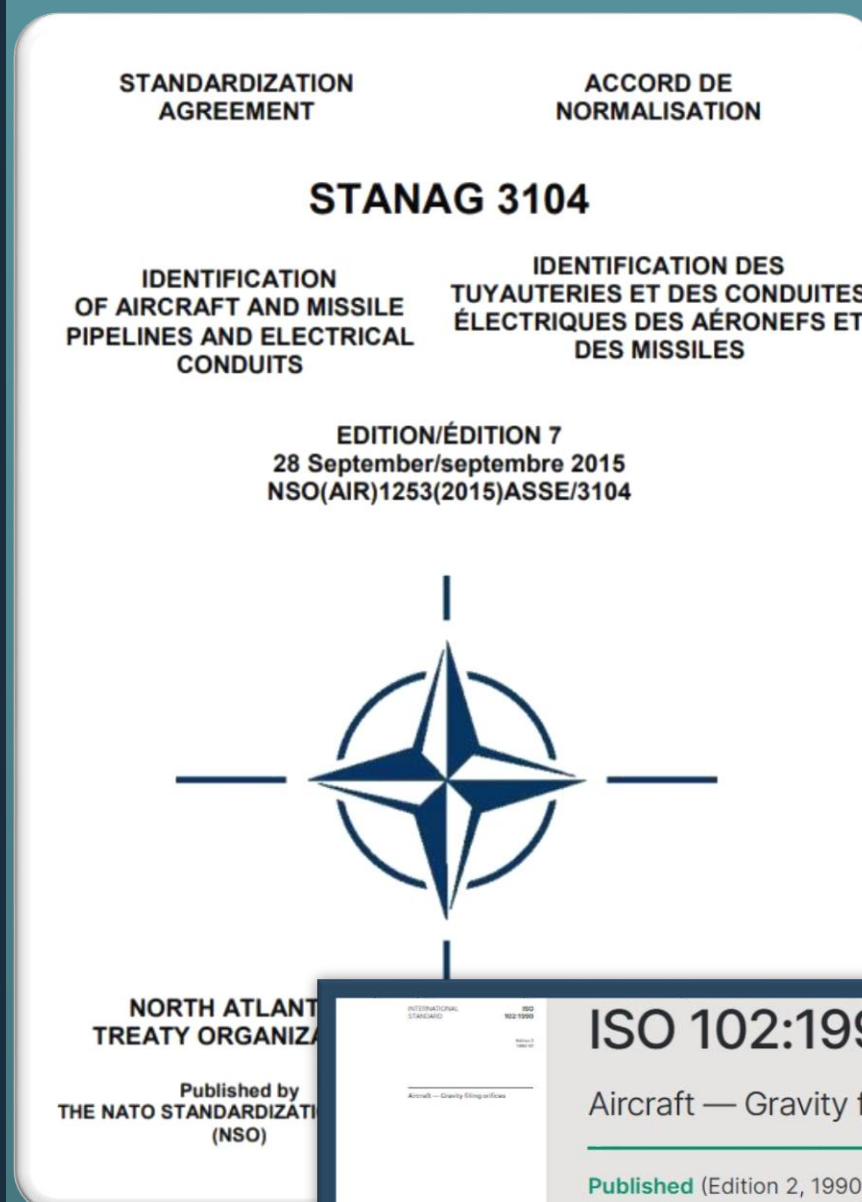 STANDARDIZATION
AGREEMENT
ACCORD DE
NORMALISATION
STANAG 3104
IDENTIFICATION
OF AIRCRAFT AND MISSILE
PIPELINES AND ELECTRICAL
CONDUITS
IDENTIFICATION DES
TUYAUTERIES ET DES CONDUITES
ÉLECTRIQUES DES AÉRONEFS ET
DES MISSILES
EDITION/ÉDITION 7
28 September/septembre 2015
NSO(AIR)1253(2015)ASSE/3104
NORTH ATLANT
TREATY ORGANIZA
Published by
THE NATO STANDARDIZATI
(NSO)
INTERNATIONAL
STANDARD
ISO
102:1990
Edition 2
Aircraft — Gravity filling orifices
ISO 102:199
Aircraft — Gravity f
Published (Edition 2, 1990